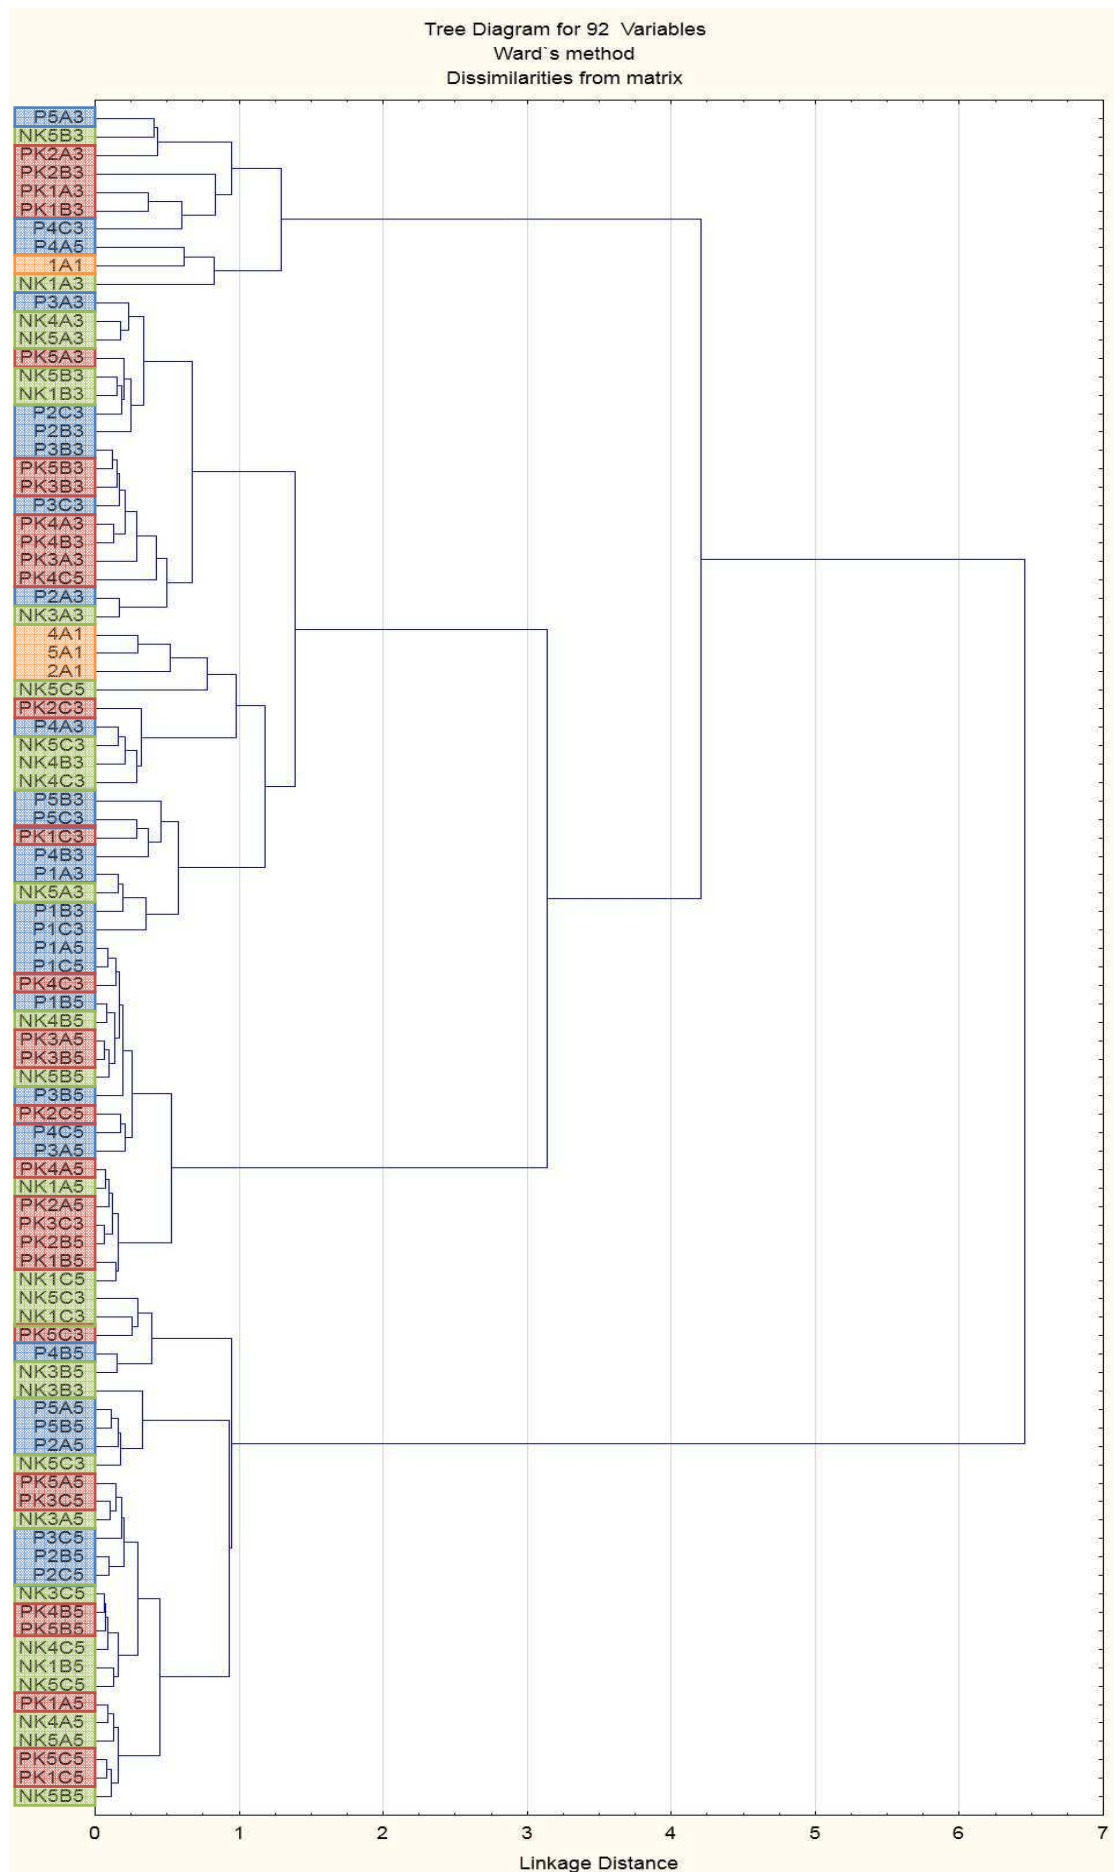 Tree Diagram for 92 Variables
Ward`s method
Dissimilarities from matrix
P5A3
NK5B3
PK2A3
PK2B3
PK1A3
PK1B3
P4C3
P4A5
1A1
NK1A3
P3A3
NK4A3
NK5A3
PK5A3
NK5B3
NK1B3
P2C3
P2B3
P3B3
PK5B3
PK3B3
P3C3
PK4A3
PK4B3
PK3A3
PK4C5
P2A3
NK3A3
4A1
5A1
2A1
NK5C5
PK2C3
P4A3
NK5C3
NK4B3
NK4C3
P5B3
P5C3
PK1C3
P4B3
P1A3
NK5A3
P1B3
P1C3
P1A5
P1C5
PK4C3
P1B5
NK4B5
PK3A5
PK3B5
NK5B5
P3B5
PK2C5
P4C5
P3A5
PK4A5
NK1A5
PK2A5
PK3C3
PK2B5
PK1B5
NK1C5
NK5C3
NK1C3
PK5C3
P4B5
NK3B5
NK3B3
P5A5
P5B5
P2A5
NK5C3
PK5A5
PK3C5
NK3A5
P3C5
P2B5
P2C5
NK3C5
PK4B5
PK5B5
NK4C5
NK1B5
NK5C5
PK1A5
NK4A5
NK5A5
PK5C5
PK1C5
NK5B5
0 1 2 3 4 5 6 7
Linkage Distance